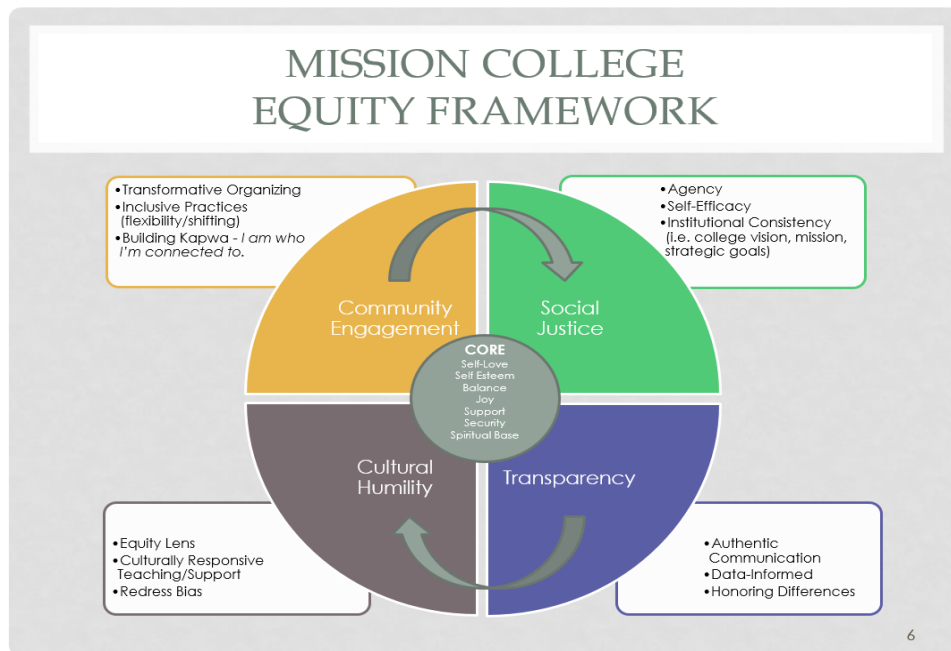 MISSION COLLEGE
EQUITY FRAMEWORK
•Transformative Organizing
•Inclusive Practices
(flexibility/shifting)
•Building Kapwa - I am who
I'm connected to.
•Agency
•Self-Efficacy
•Institutional Consistency
(i.e. college vision, mission,
strategic goals)
Community
Engagement
Social
Justice
CORE
Self-Love
Self Esteem
Balance
Joy
Support
Security
Spiritual Base
Cultural
Humility
Transparency
•Equity Lens
•Culturally Responsive
Teaching/Support
•Redress Bias
•Authentic
Communication
•Data-Informed
•Honoring Differences
6